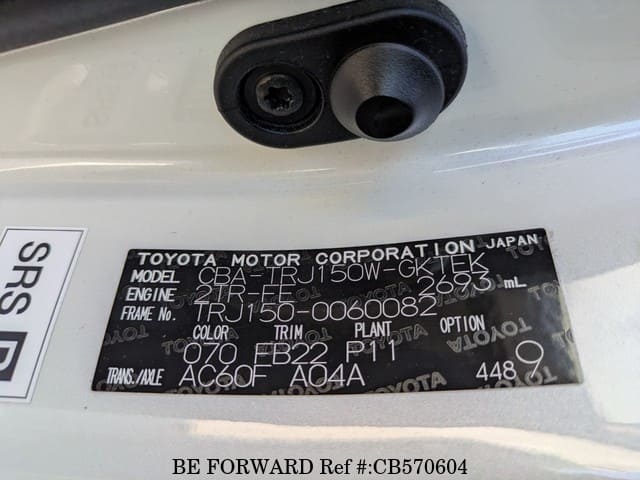 TOYOTA MOTOR CORPORATION JAPAN
MODEL CBA-TRJ150W-GKTEK
ENGINE 2TR-FE 2693 mL
FRAME No. TRJ150-0060082
COLOR TRIM PLANT OPTION
070 FB22 P11
TRANS./AXLE AC60F A04A 448 9
SRS
BE FORWARD Ref #:CB570604